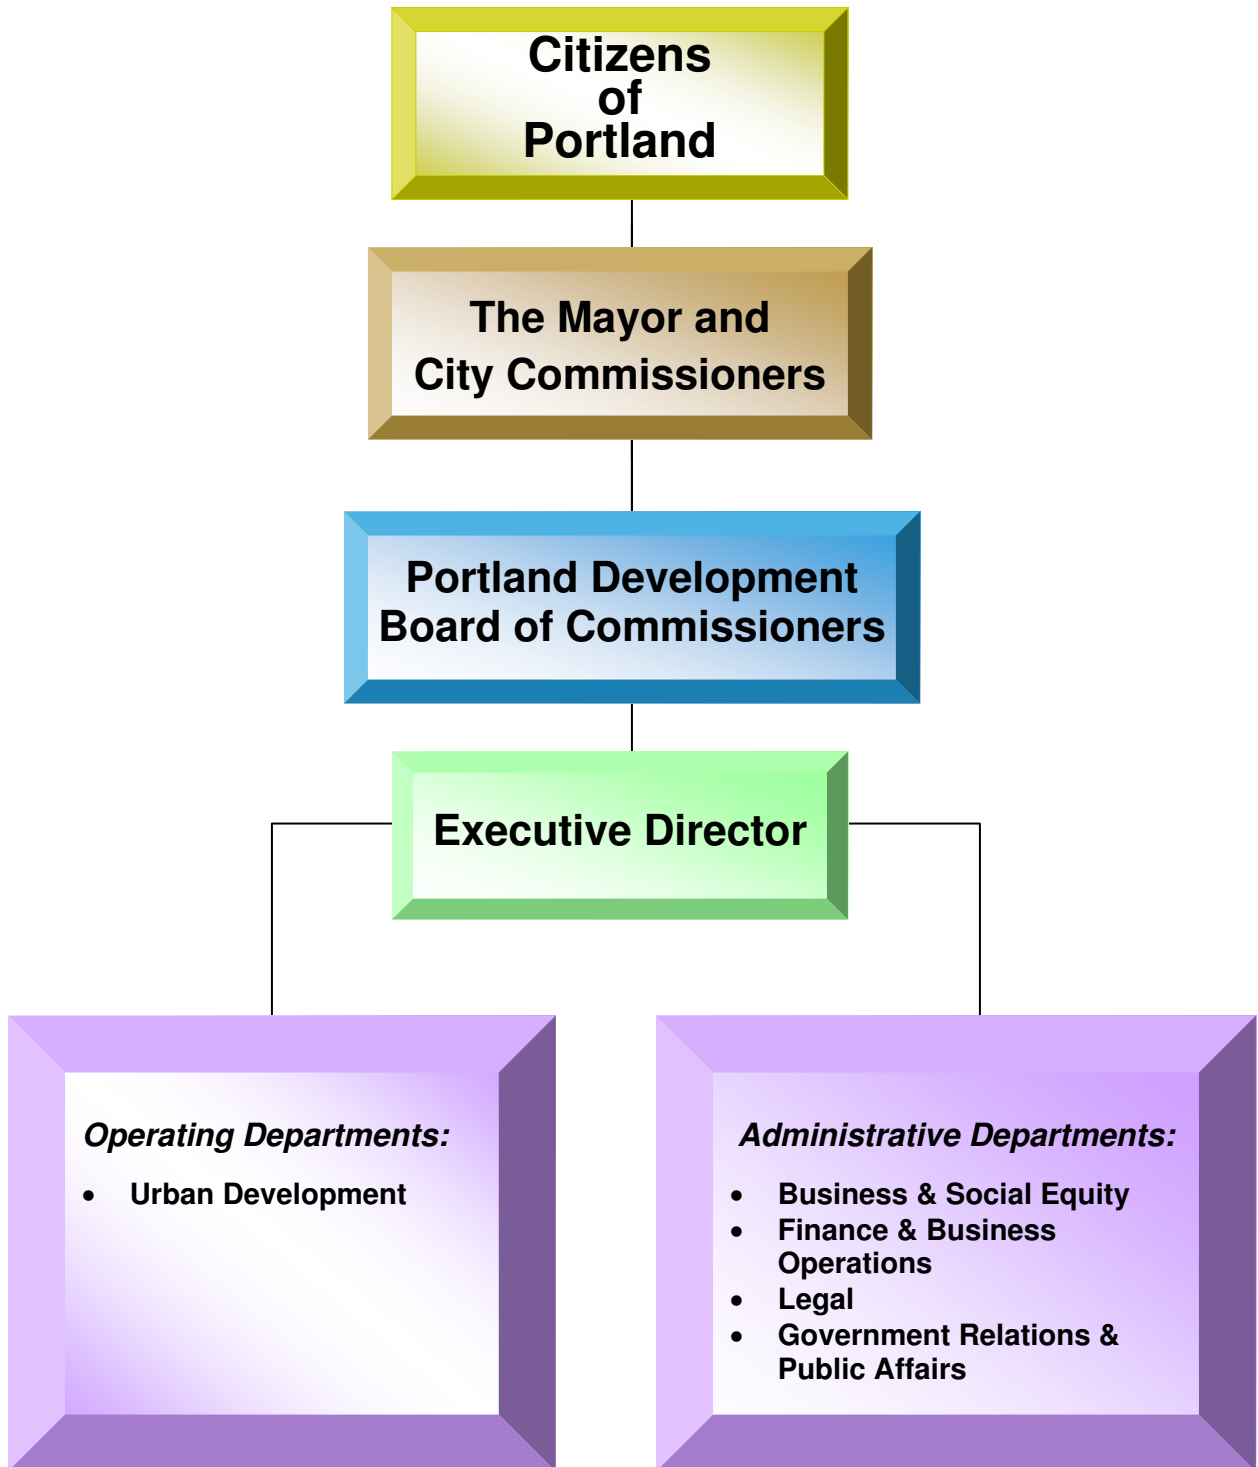 Citizens
of
Portland
The Mayor and
City Commissioners
Portland Development
Board of Commissioners
Executive Director
Operating Departments:
• Urban Development
Administrative Departments:
• Business & Social Equity
• Finance & Business
Operations
• Legal
• Government Relations &
Public Affairs